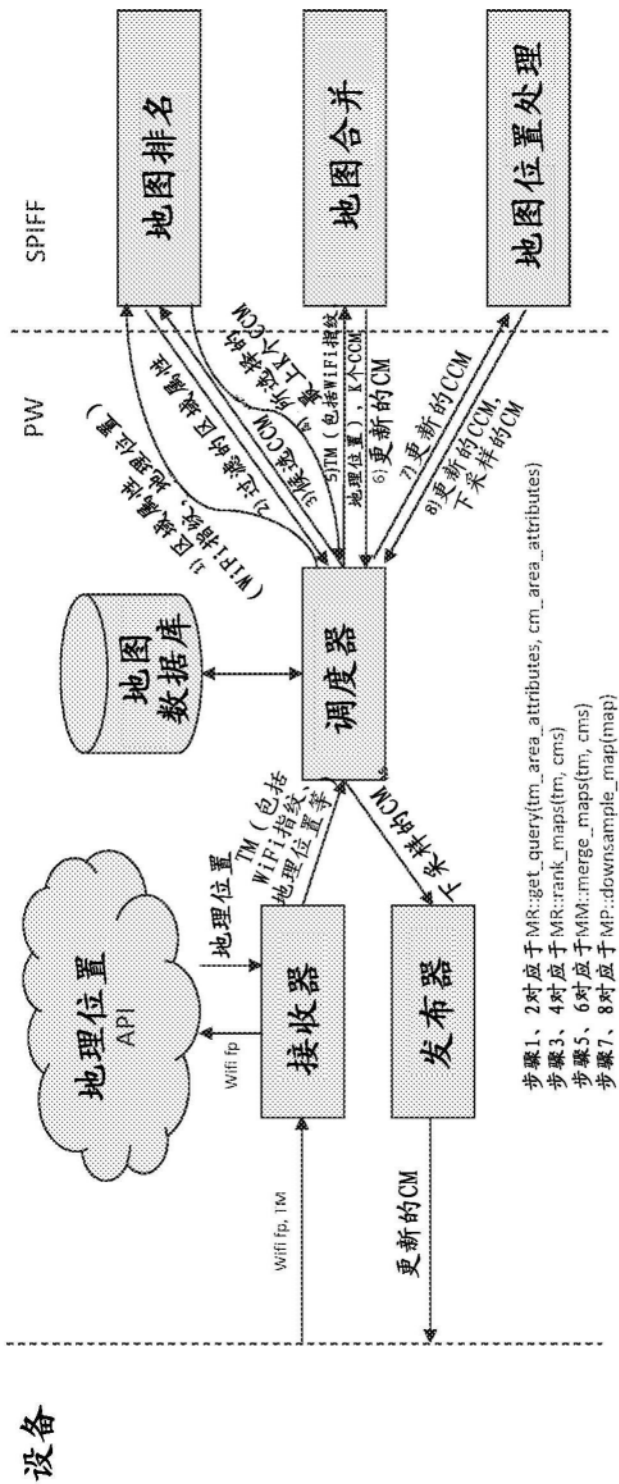 设备
PW
SPIFF
地理位置
API
地图
数据库
地图排名
地图合并
地图位置处理
接收器
发布器
调度器
Wifi fp, TM
Wifi fp
地理位置
TM (包括
WiFi指纹、
地理位置等)
下采样的CM
更新的CM
1)区域属性
(WiFi指纹, 地理位置)
2)过滤的区域属性
3)候选CCM
4)所选择的
最上K个CCM
5)TM (包括WiFi指纹,
地理位置), K个CCM
6)更新的CM
7)更新的CCM
8)更新的CCM,
下采样的CM
步骤1、2对应于MR::get_query(tm_area_attributes, cm_area_attributes)
步骤3、4对应于MR::rank_maps(tm, cms)
步骤5、6对应于MM::merge_maps(tm, cms)
步骤7、8对应于MP::downsample_map(map)